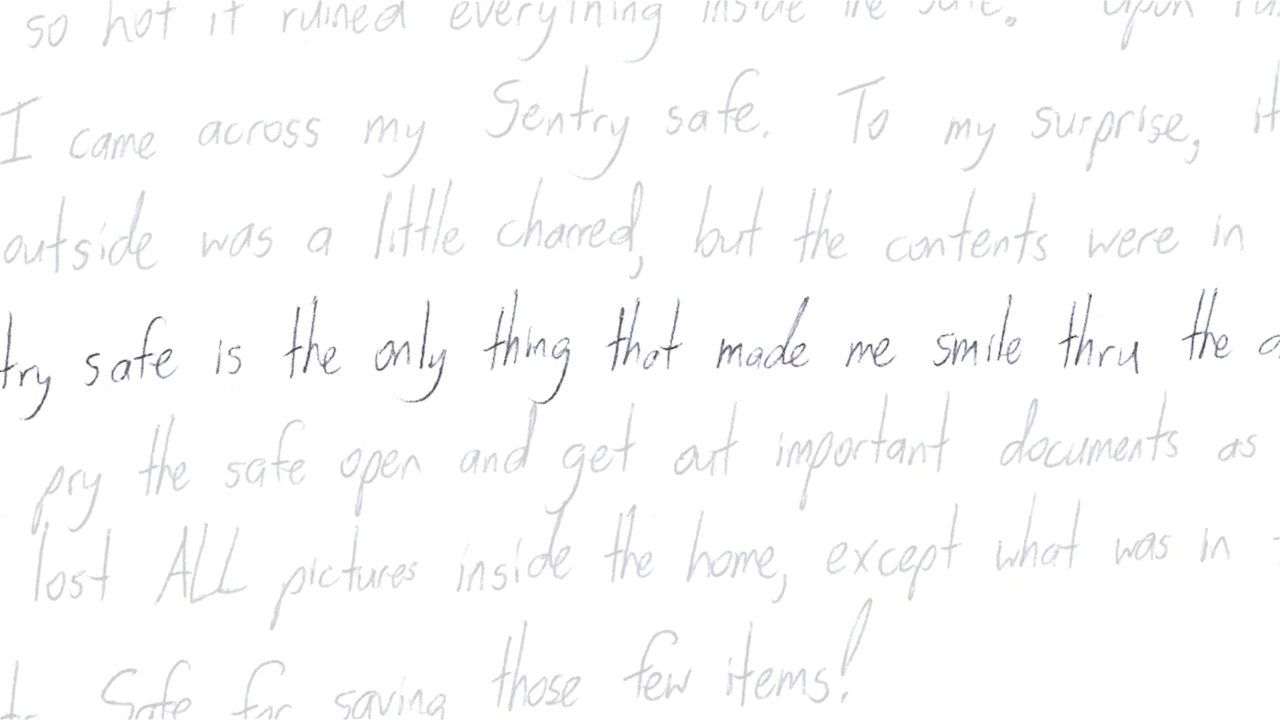 so hot it ruined everything inside the safe. Upon
I came across my Sentry safe. To my surprise, it
outside was a little charred, but the contents were in
try safe is the only thing that made me smile thru the
pry the safe open and get out important documents as
lost ALL pictures inside the home, except what was in
Safe for saving those few items!